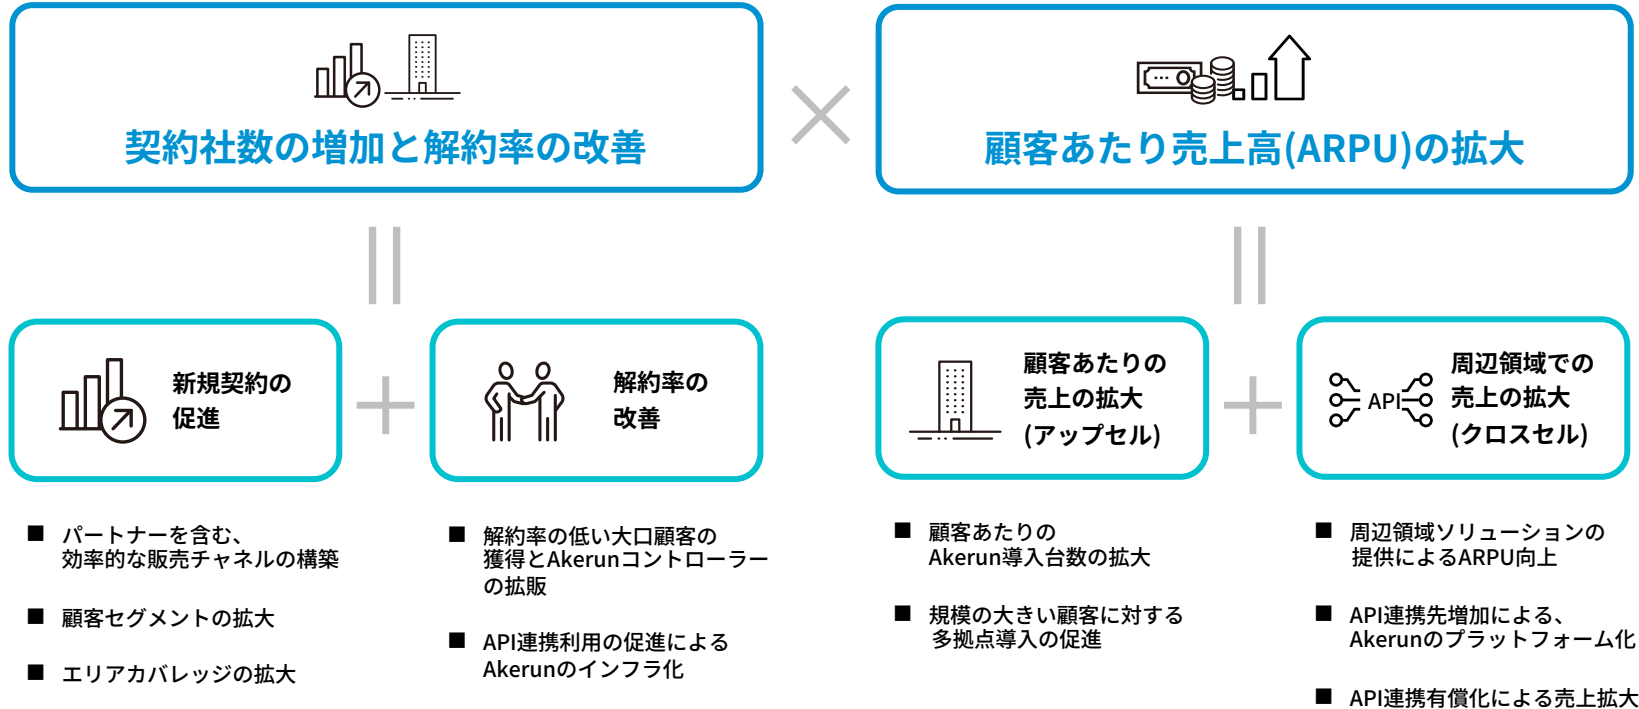 契約社数の増加と解約率の改善
顧客あたり売上高(ARPU)の拡大
新規契約の
促進
解約率の
改善
顧客あたりの
売上の拡大
(アップセル)
API
周辺領域での
売上の拡大
(クロスセル)
■ パートナーを含む、
効率的な販売チャネルの構築
■ 顧客セグメントの拡大
■ エリアカバレッジの拡大
■ 解約率の低い大口顧客の
獲得とAkerunコントローラー
の拡販
■ API連携利用の促進による
Akerunのインフラ化
■ 顧客あたりの
Akerun導入台数の拡大
■ 規模の大きい顧客に対する
多拠点導入の促進
■ 周辺領域ソリューションの
提供によるARPU向上
■ API連携先増加による、
Akerunのプラットフォーム化
■ API連携有償化による売上拡大